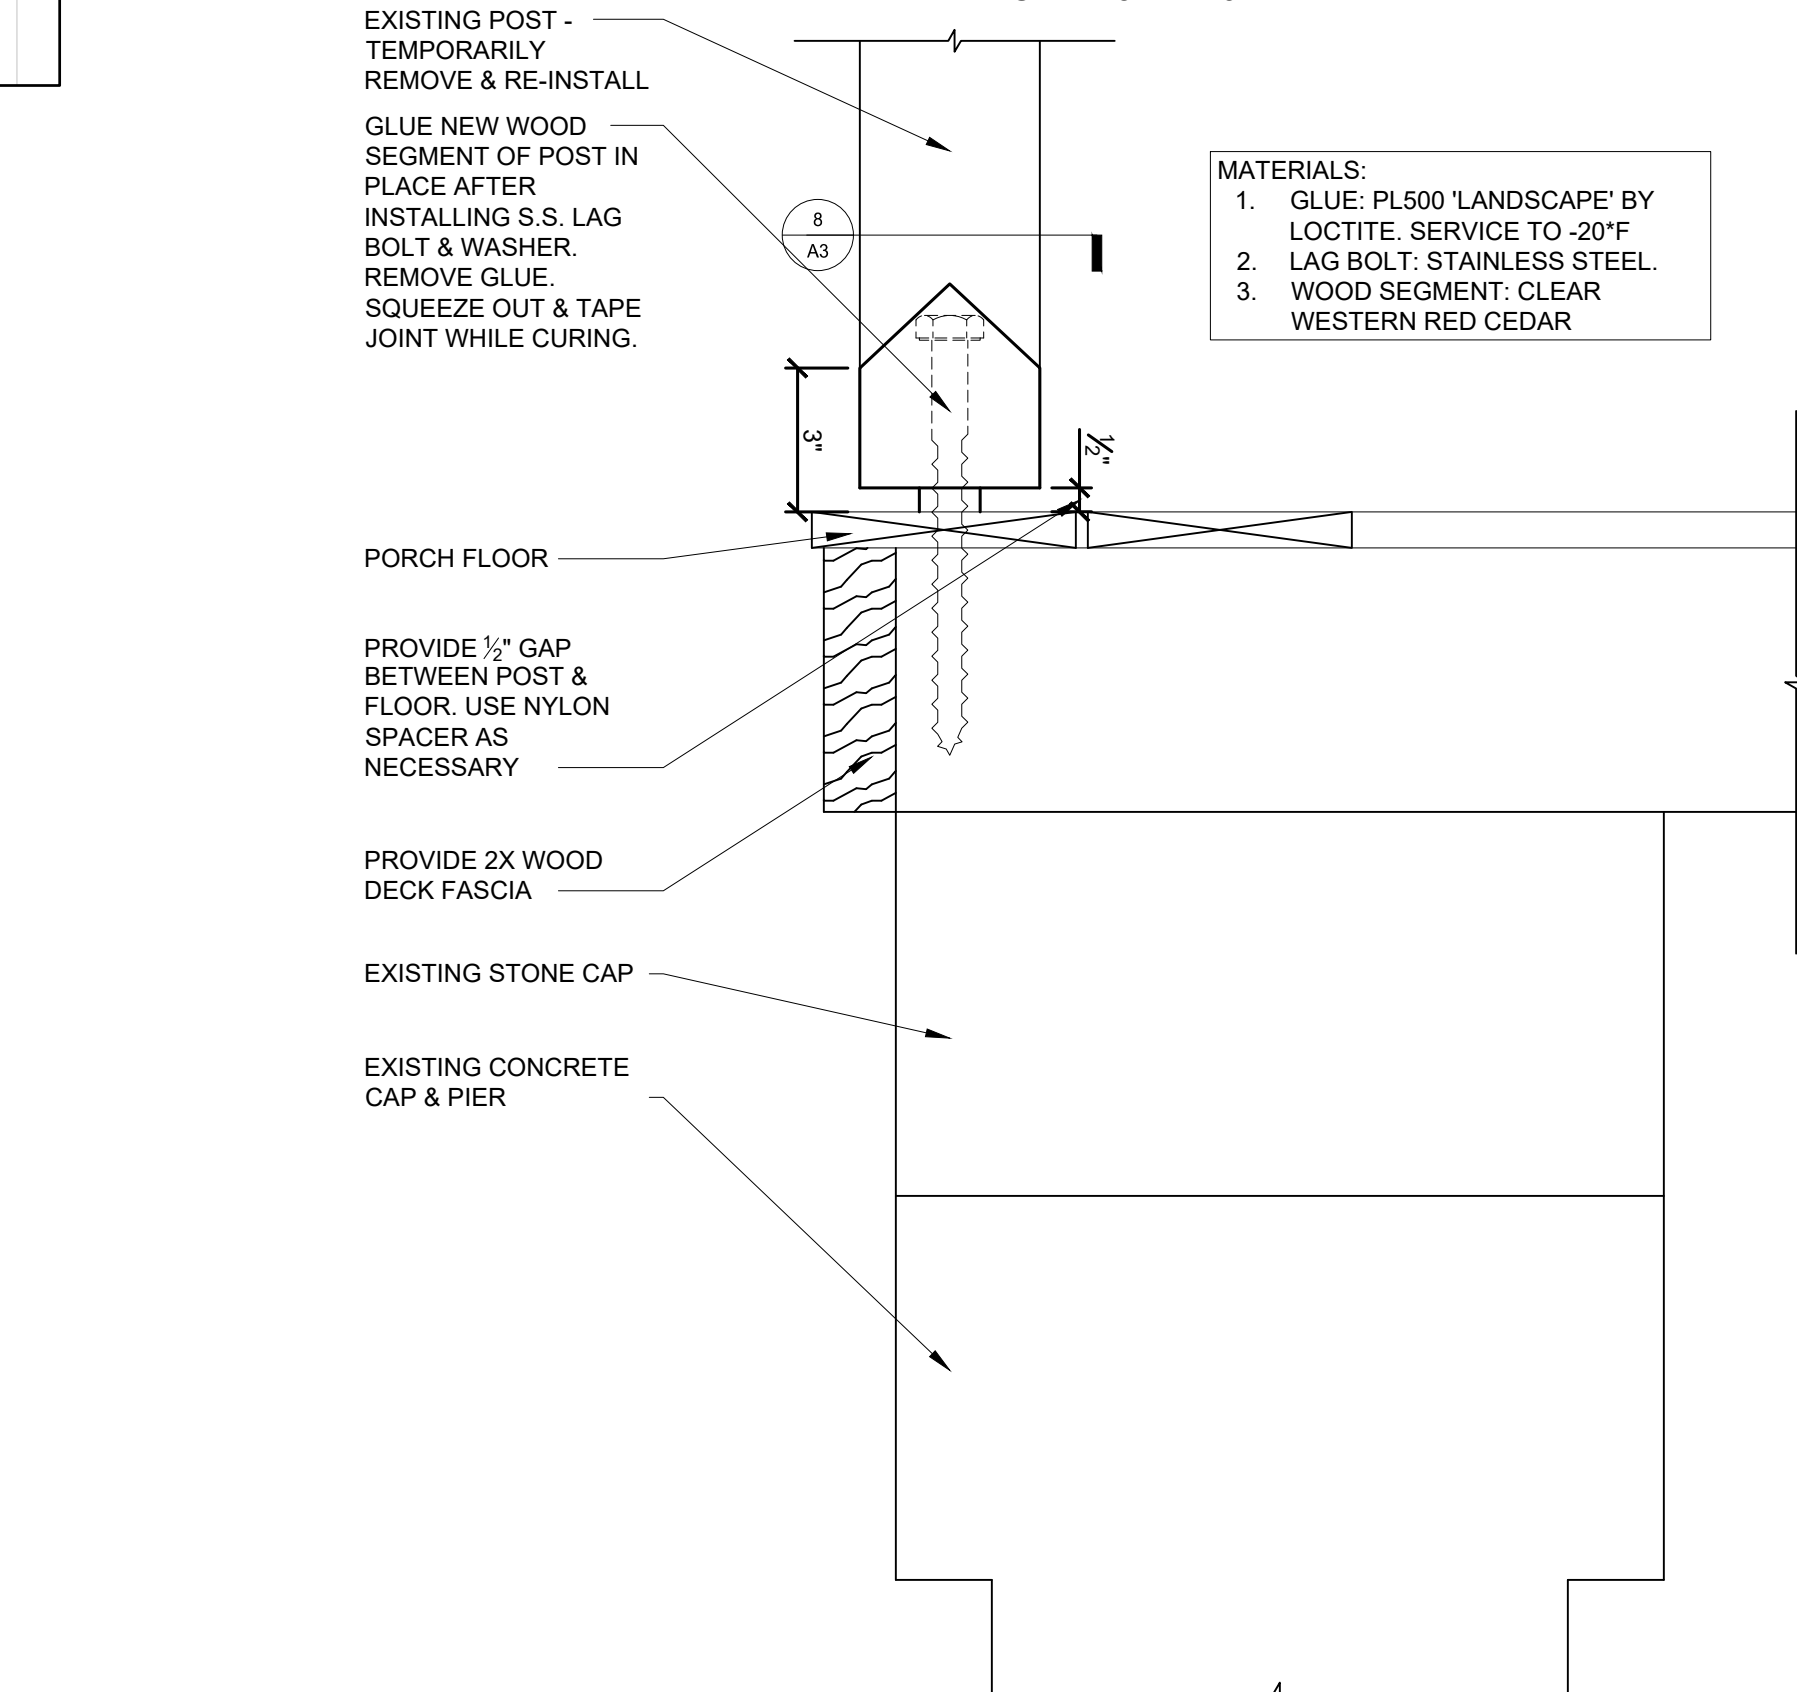 EXISTING POST -
TEMPORARILY
REMOVE & RE-INSTALL
GLUE NEW WOOD
SEGMENT OF POST IN
PLACE AFTER
INSTALLING S.S. LAG
BOLT & WASHER.
REMOVE GLUE.
SQUEEZE OUT & TAPE
JOINT WHILE CURING.
8
A3
MATERIALS:
1. GLUE: PL500 'LANDSCAPE' BY
LOCTITE. SERVICE TO -20*F
2. LAG BOLT: STAINLESS STEEL.
3. WOOD SEGMENT: CLEAR
WESTERN RED CEDAR
3"
½"
PORCH FLOOR
PROVIDE ½" GAP
BETWEEN POST &
FLOOR. USE NYLON
SPACER AS
NECESSARY
PROVIDE 2X WOOD
DECK FASCIA
EXISTING STONE CAP
EXISTING CONCRETE
CAP & PIER